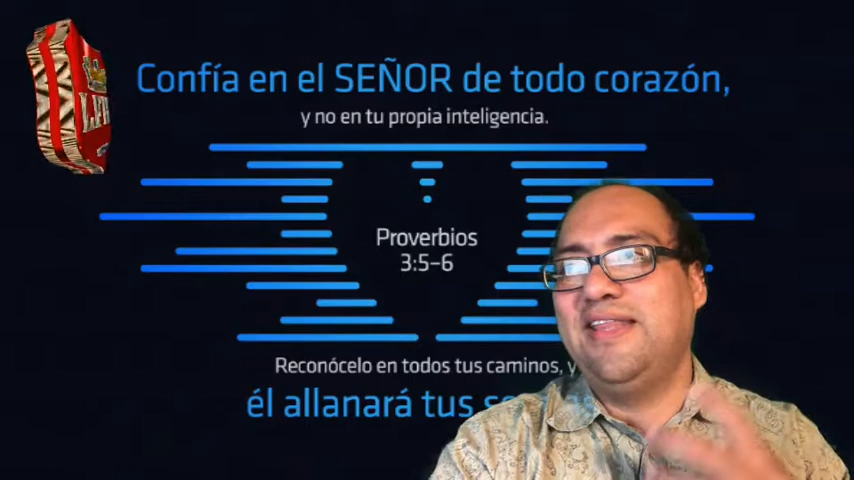 Confía en el SEÑOR de todo corazón,
y no en tu propia inteligencia.
Proverbios
3:5-6
Reconócelo en todos tus caminos, y
él allanará tus